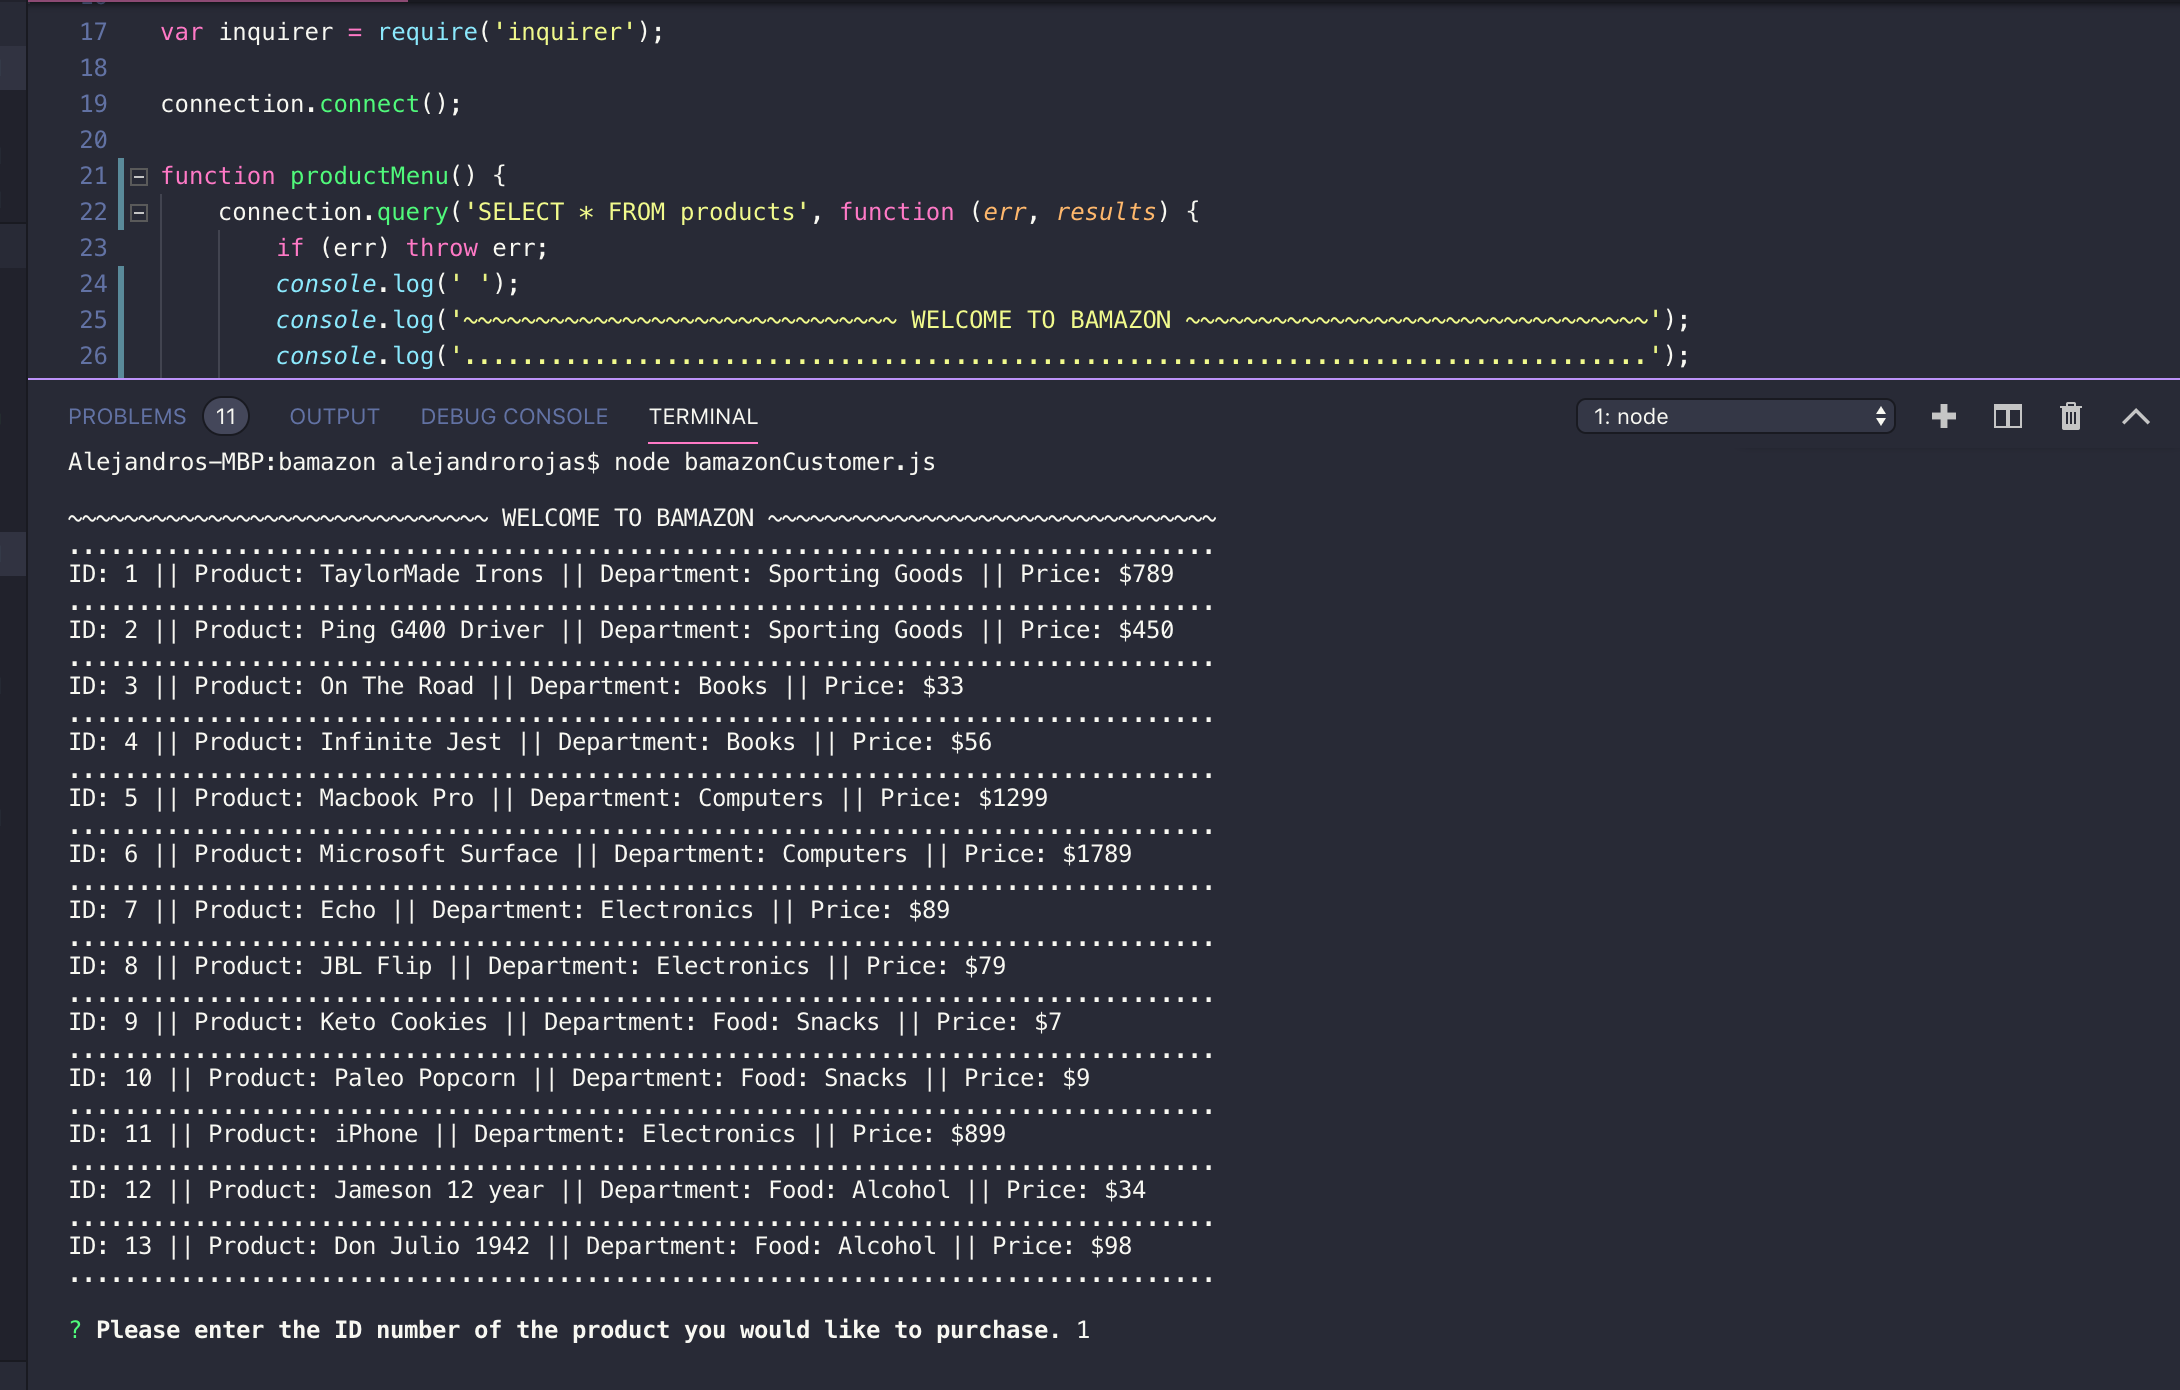 17 var inquirer = require('inquirer');
18
19 connection.connect();
20
21 function productMenu() {
22 connection.query('SELECT * FROM products', function (err, results) {
23 if (err) throw err;
24 console.log(' ');
25 console.log('~~~~~~~~~~~~~~~~~~~~~~~~~~~~~~ WELCOME TO BAMAZON ~~~~~~~~~~~~~~~~~~~~~~~~~~~~~~~~');
26 console.log('..................................................................................');
PROBLEMS 11 OUTPUT DEBUG CONSOLE TERMINAL 1: node
Alejandros-MBP:bamazon alejandrorojas$ node bamazonCustomer.js
~~~~~~~~~~~~~~~~~~~~~~~~~~~~~~ WELCOME TO BAMAZON ~~~~~~~~~~~~~~~~~~~~~~~~~~~~~~~~
..................................................................................
ID: 1 || Product: TaylorMade Irons || Department: Sporting Goods || Price: $789
..................................................................................
ID: 2 || Product: Ping G400 Driver || Department: Sporting Goods || Price: $450
..................................................................................
ID: 3 || Product: On The Road || Department: Books || Price: $33
..................................................................................
ID: 4 || Product: Infinite Jest || Department: Books || Price: $56
..................................................................................
ID: 5 || Product: Macbook Pro || Department: Computers || Price: $1299
..................................................................................
ID: 6 || Product: Microsoft Surface || Department: Computers || Price: $1789
..................................................................................
ID: 7 || Product: Echo || Department: Electronics || Price: $89
..................................................................................
ID: 8 || Product: JBL Flip || Department: Electronics || Price: $79
..................................................................................
ID: 9 || Product: Keto Cookies || Department: Food: Snacks || Price: $7
..................................................................................
ID: 10 || Product: Paleo Popcorn || Department: Food: Snacks || Price: $9
..................................................................................
ID: 11 || Product: iPhone || Department: Electronics || Price: $899
..................................................................................
ID: 12 || Product: Jameson 12 year || Department: Food: Alcohol || Price: $34
..................................................................................
ID: 13 || Product: Don Julio 1942 || Department: Food: Alcohol || Price: $98
..................................................................................
? Please enter the ID number of the product you would like to purchase. 1